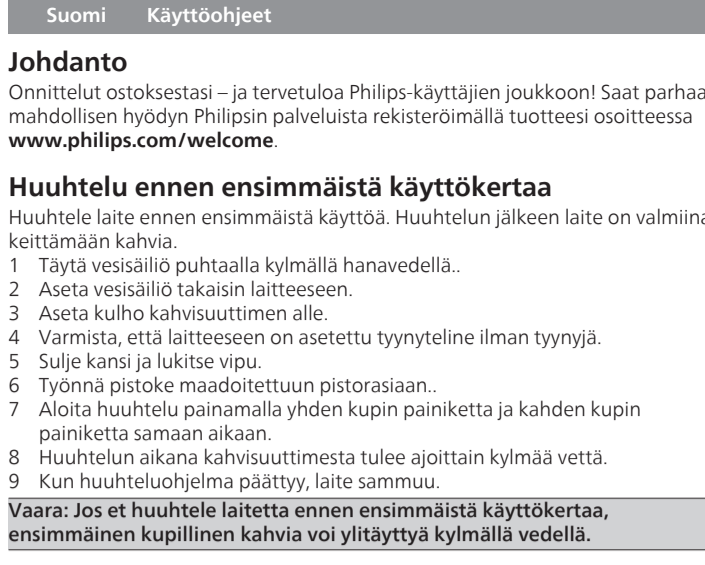 Suomi Käyttöohjeet
Johdanto
Onnittelut ostoksestasi – ja tervetuloa Philips-käyttäjien joukkoon! Saat parhaa
mahdollisen hyödyn Philipsin palveluista rekisteröimällä tuotteesi osoitteessa
www.philips.com/welcome.
Huuhtelu ennen ensimmäistä käyttökertaa
Huuhtele laite ennen ensimmäistä käyttöä. Huuhtelun jälkeen laite on valmiina
keittämään kahvia.
1 Täytä vesisäiliö puhtaalla kylmällä hanavedellä..
2 Aseta vesisäiliö takaisin laitteeseen.
3 Aseta kulho kahvisuuttimen alle.
4 Varmista, että laitteeseen on asetettu tyynyteline ilman tyynyjä.
5 Sulje kansi ja lukitse vipu.
6 Työnnä pistoke maadoitettuun pistorasiaan..
7 Aloita huuhtelu painamalla yhden kupin painiketta ja kahden kupin
painiketta samaan aikaan.
8 Huuhtelun aikana kahvisuuttimesta tulee ajoittain kylmää vettä.
9 Kun huuhteluohjelma päättyy, laite sammuu.
Vaara: Jos et huuhtele laitetta ennen ensimmäistä käyttökertaa,
ensimmäinen kupillinen kahvia voi ylitäyttyä kylmällä vedellä.